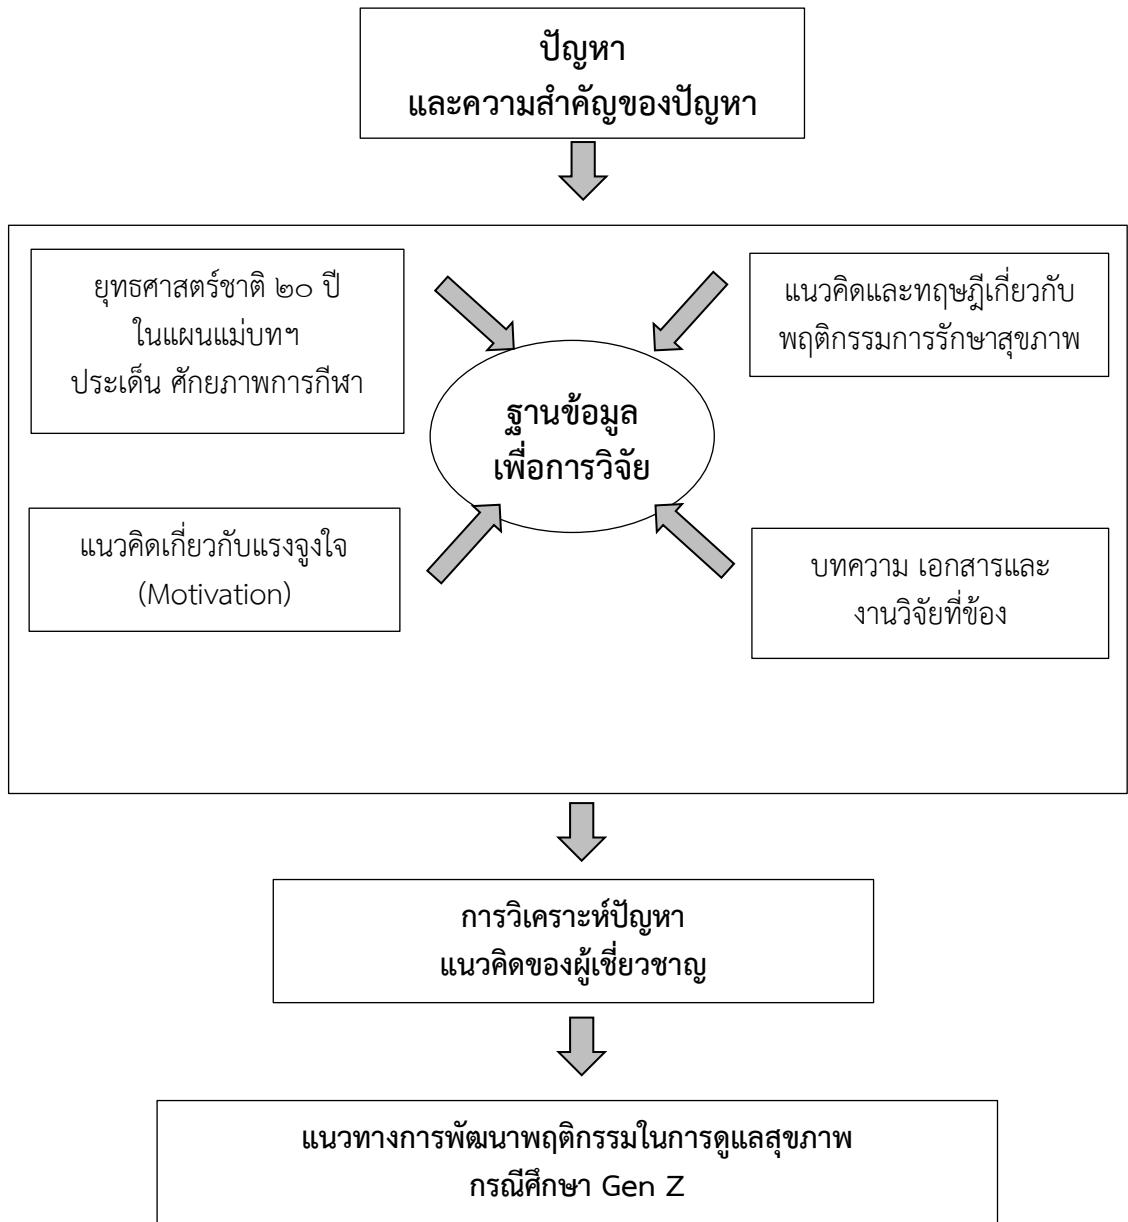 ปัญหา
และความสำคัญของปัญหา
ยุทธศาสตร์ชาติ ๒๐ ปี
ในแผนแม่บทฯ
ประเด็น ศักยภาพการกีฬา
แนวคิดและทฤษฎีเกี่ยวกับ
พฤติกรรมการรักษาสุขภาพ
ฐานข้อมูล
เพื่อการวิจัย
แนวคิดเกี่ยวกับแรงจูงใจ
(Motivation)
บทความ เอกสารและ
งานวิจัยที่ข้อง
การวิเคราะห์ปัญหา
แนวคิดของผู้เชี่ยวชาญ
แนวทางการพัฒนาพฤติกรรมในการดูแลสุขภาพ
กรณีศึกษา Gen Z